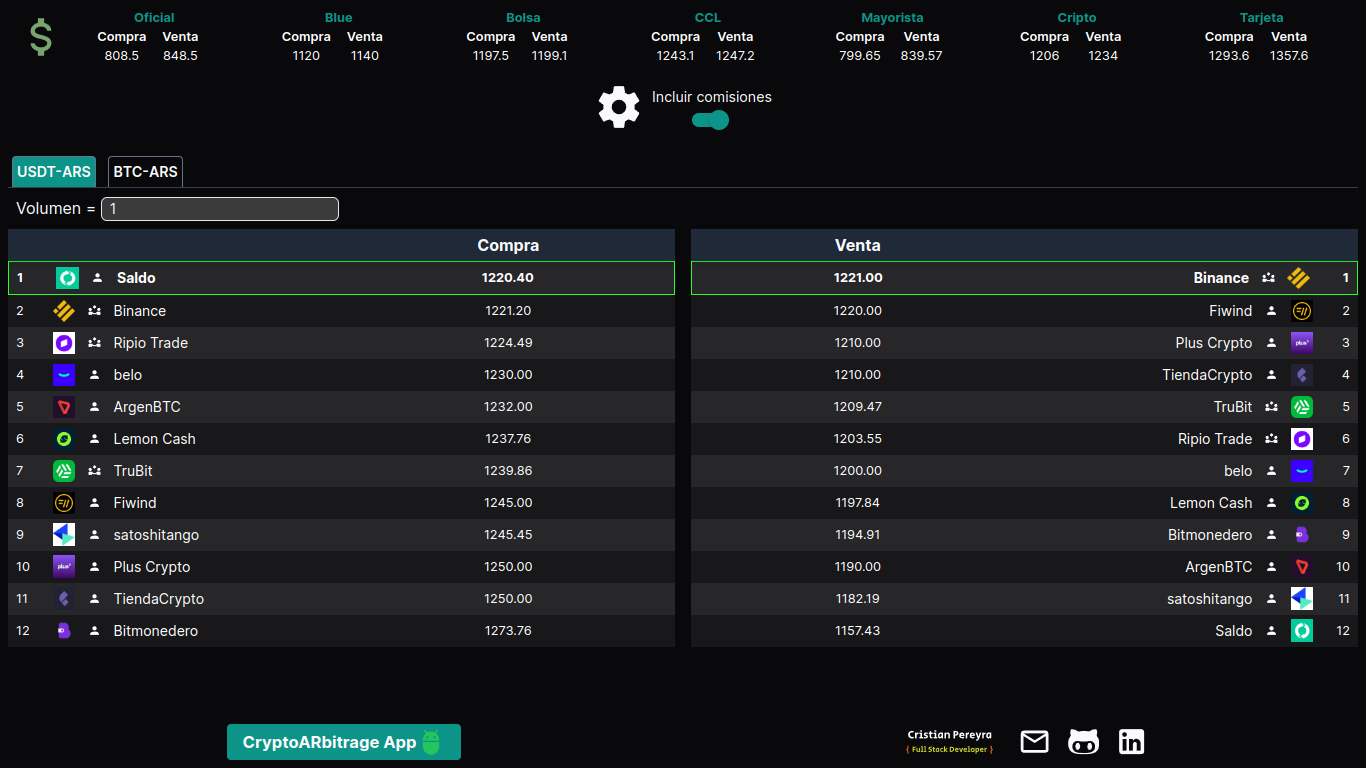 Oficial Blue Bolsa CCL Mayorista Cripto Tarjeta
Compra Venta Compra Venta Compra Venta Compra Venta Compra Venta Compra Venta Compra Venta
808.5 848.5 1120 1140 1197.5 1199.1 1243.1 1247.2 799.65 839.57 1206 1234 1293.6 1357.6
Incluir comisiones
USDT-ARS BTC-ARS
Volumen = 1
Compra Venta
1 Saldo 1220.40 1221.00 Binance 1
2 Binance 1221.20 1220.00 Fiwind 2
3 Ripio Trade 1224.49 1210.00 Plus Crypto plus+ 3
4 belo 1230.00 1210.00 TiendaCrypto 4
5 ArgenBTC 1232.00 1209.47 TruBit 5
6 Lemon Cash 1237.76 1203.55 Ripio Trade 6
7 TruBit 1239.86 1200.00 belo 7
8 Fiwind 1245.00 1197.84 Lemon Cash 8
9 satoshitango 1245.45 1194.91 Bitmonedero 9
10 plus+ Plus Crypto 1250.00 1190.00 ArgenBTC 10
11 TiendaCrypto 1250.00 1182.19 satoshitango 11
12 Bitmonedero 1273.76 1157.43 Saldo 12
CryptoARbitrage App
Cristian Pereyra
{ Full Stack Developer }
in